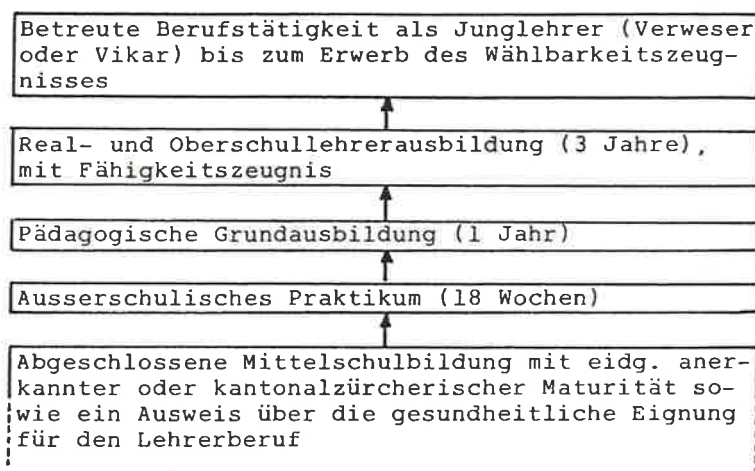 Betreute Berufstätigkeit als Junglehrer (Verweser
oder Vikar) bis zum Erwerb des Wählbarkeitszeug-
nisses
Real- und Oberschullehrerausbildung (3 Jahre),
mit Fähigkeitszeugnis
Pädagogische Grundausbildung (1 Jahr)
Ausserschulisches Praktikum (18 Wochen)
Abgeschlossene Mittelschulbildung mit eidg. aner-
kannter oder kantonalzürcherischer Maturität so-
wie ein Ausweis über die gesundheitliche Eignung
für den Lehrerberuf